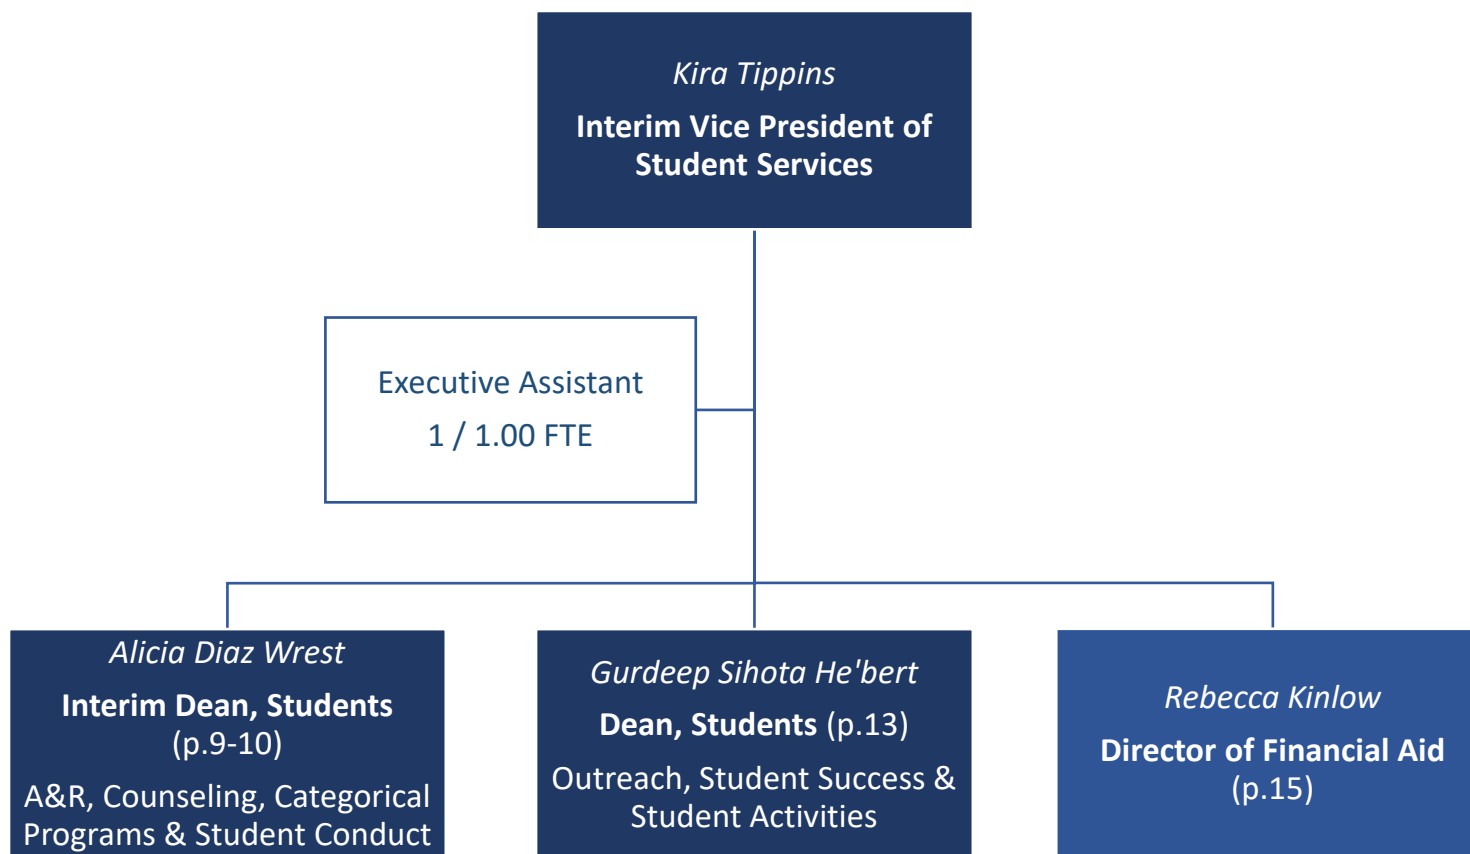 Kira Tippins
Interim Vice President of
Student Services
Executive Assistant
1 / 1.00 FTE
Alicia Diaz Wrest
Interim Dean, Students
(p.9-10)
A&R, Counseling, Categorical
Programs & Student Conduct
Gurdeep Sihota He'bert
Dean, Students (p.13)
Outreach, Student Success &
Student Activities
Rebecca Kinlow
Director of Financial Aid
(p.15)